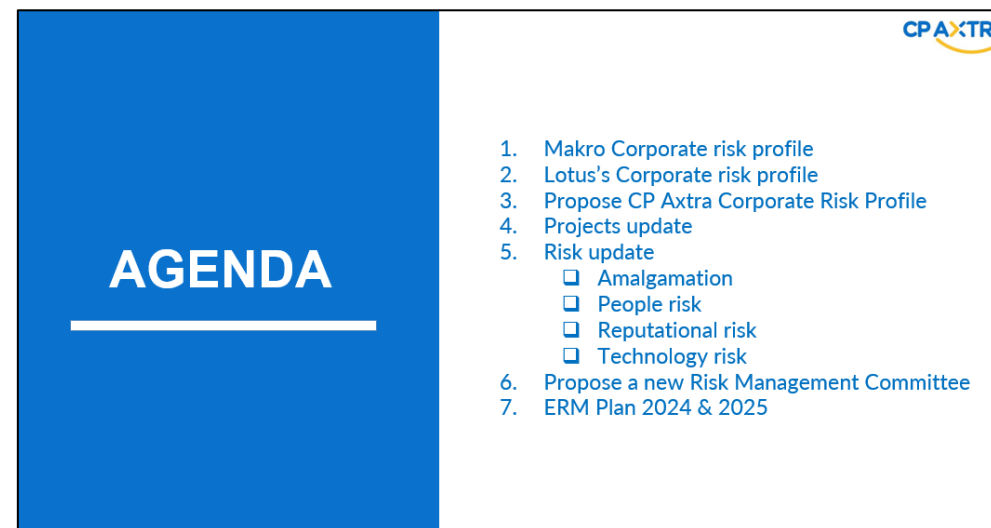 CP AXTR
AGENDA
1. Makro Corporate risk profile
2. Lotus's Corporate risk profile
3. Propose CP Axtra Corporate Risk Profile
4. Projects update
5. Risk update
❑ Amalgamation
❑ People risk
❑ Reputational risk
❑ Technology risk
6. Propose a new Risk Management Committee
7. ERM Plan 2024 & 2025